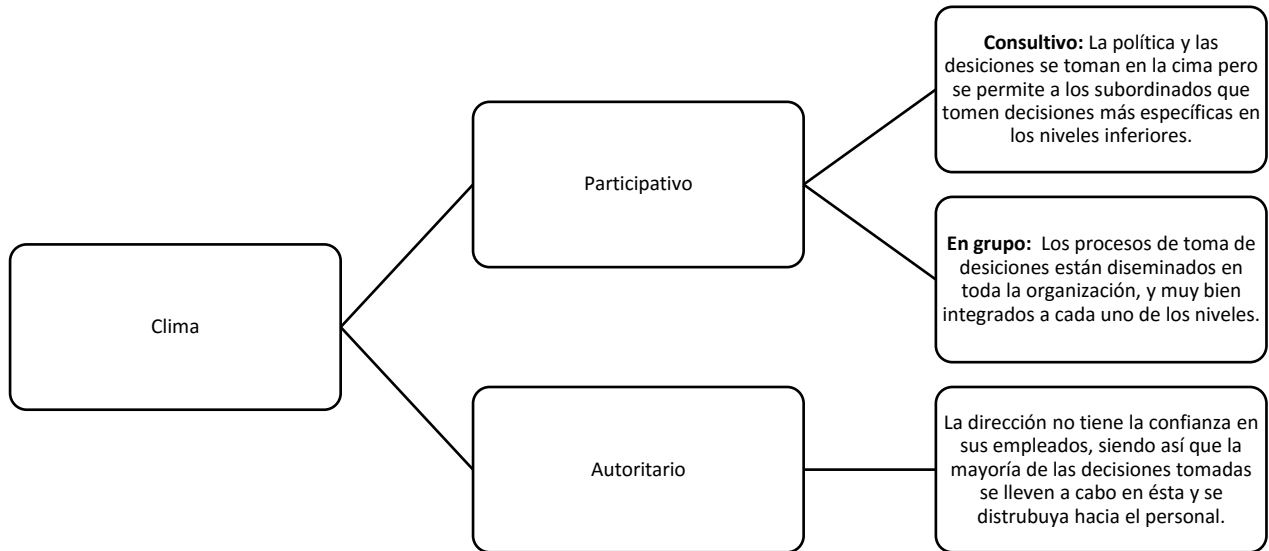 Clima
Participativo
Consultivo: La política y las
desiciones se toman en la cima pero
se permite a los subordinados que
tomen decisiones más específicas en
los niveles inferiores.
En grupo: Los procesos de toma de
desiciones están diseminados en
toda la organización, y muy bien
integrados a cada uno de los niveles.
Autoritario
La dirección no tiene la confianza en
sus empleados, siendo así que la
mayoría de las decisiones tomadas
se lleven a cabo en ésta y se
distrubuya hacia el personal.